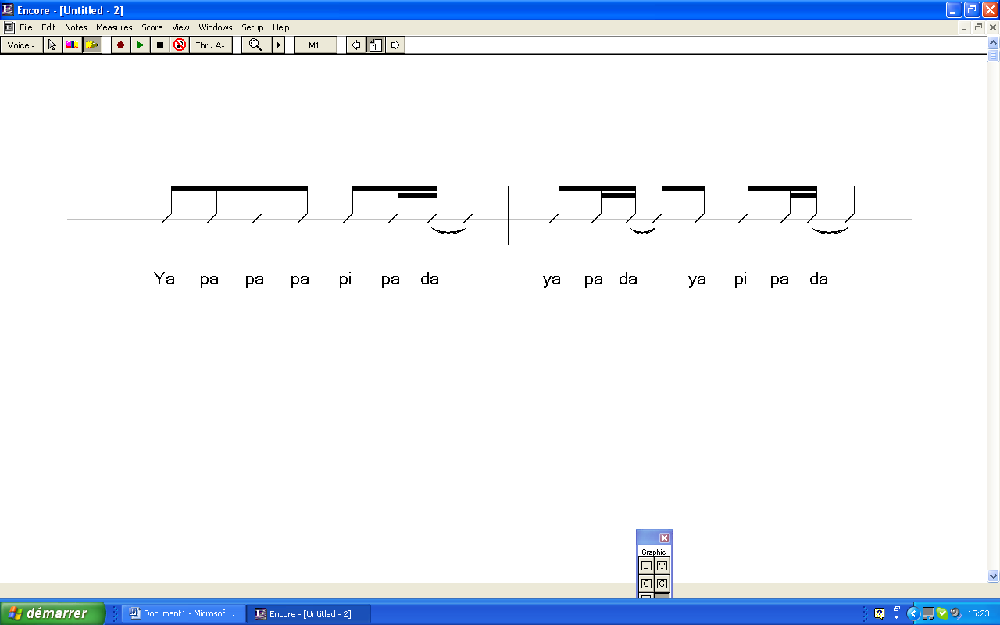 Encore - [Untitled - 2]
File Edit Notes Measures Score View Windows Setup Help
Voice - Thru A- M1 1
Ya pa pa pa pi pa da ya pa da ya pi pa da
Graphic
L T
C G
démarrer Document1 - Microsof... Encore - [Untitled - 2] 15:23